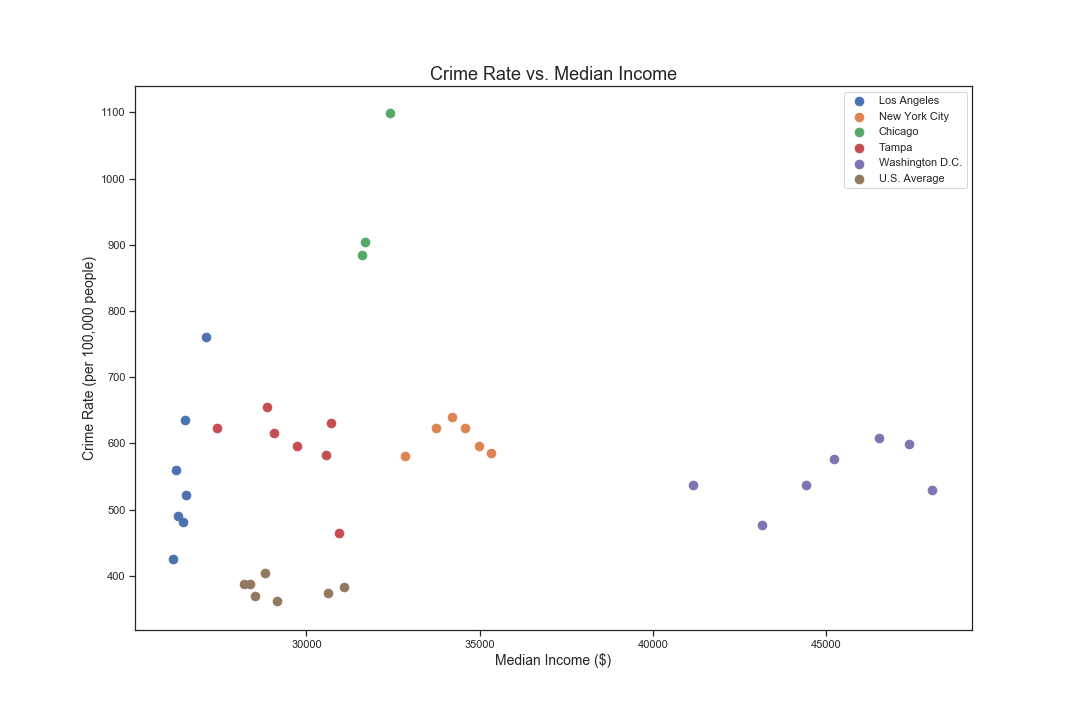 Crime Rate vs. Median Income
Los Angeles
New York City
Chicago
Tampa
Washington D.C.
U.S. Average
Crime Rate (per 100,000 people)
1100
1000
900
800
700
600
500
400
30000 35000 40000 45000
Median Income ($)